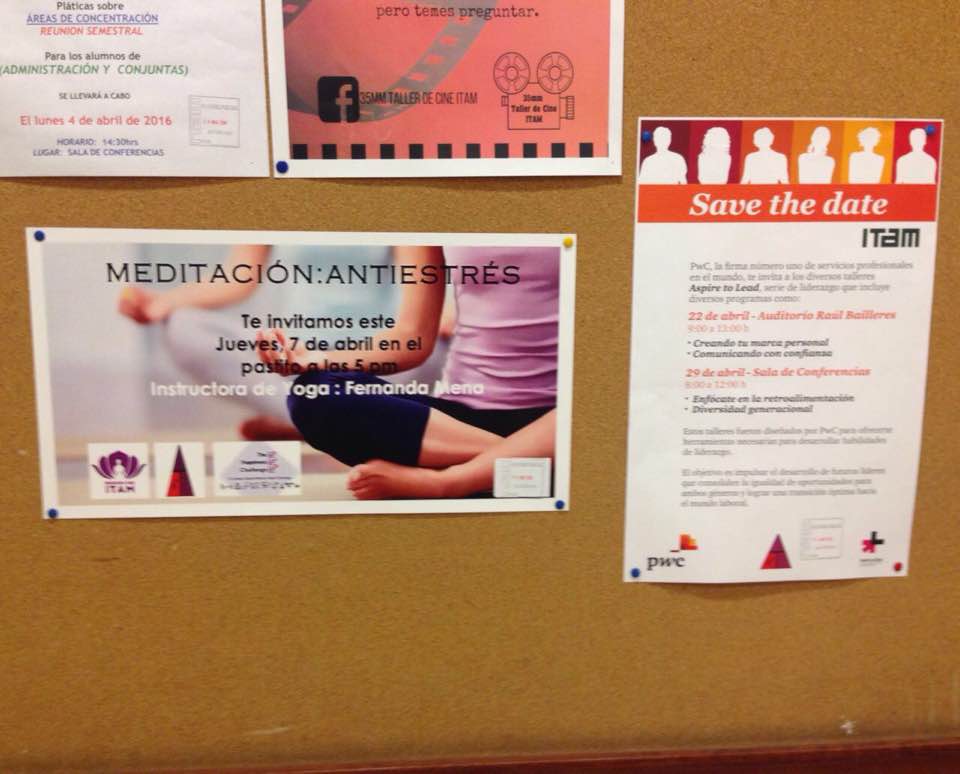 Pláticas sobre
ÁREAS DE CONCENTRACIÓN
REUNION SEMESTRAL
Para los alumnos de
(ADMINISTRACIÓN Y CONJUNTAS)
SE LLEVARÁ A CABO
El lunes 4 de abril de 2016
HORARIO: 14:30hrs
LUGAR: SALA DE CONFERENCIAS
pero temes preguntar.
35MM TALLER DE CINE ITAM
35mm
Taller de Cine
ITAM
MEDITACIÓN:ANTIESTRÉS
Te invitamos este
Jueves, 7 de abril en el
pastito a las 5 pm
Instructora de Yoga : Fernanda Mena
ITAM
The
Happiness
Challenge
Save the date
ITAM
PwC, la firma número uno de servicios profesionales
en el mundo, te invita a los diversos talleres
Aspire to Lead, serie de liderazgo que incluye
diversos programas como:
22 de abril - Auditorio Raúl Bailleres
9:00 a 13:00 h
• Creando tu marca personal
• Comunicando con confianza
29 de abril - Sala de Conferencias
8:00 a 12:00 h
• Enfócate en la retroalimentación
• Diversidad generacional
Estos talleres fueron diseñados por PwC para ofrecerte
herramientas necesarias para desarrollar habilidades
de liderazgo.
El objetivo es impulsar el desarrollo de futuros líderes
que consoliden la igualdad de oportunidades para
ambos géneros y lograr una transición óptima hacia
el mundo laboral.
pwc